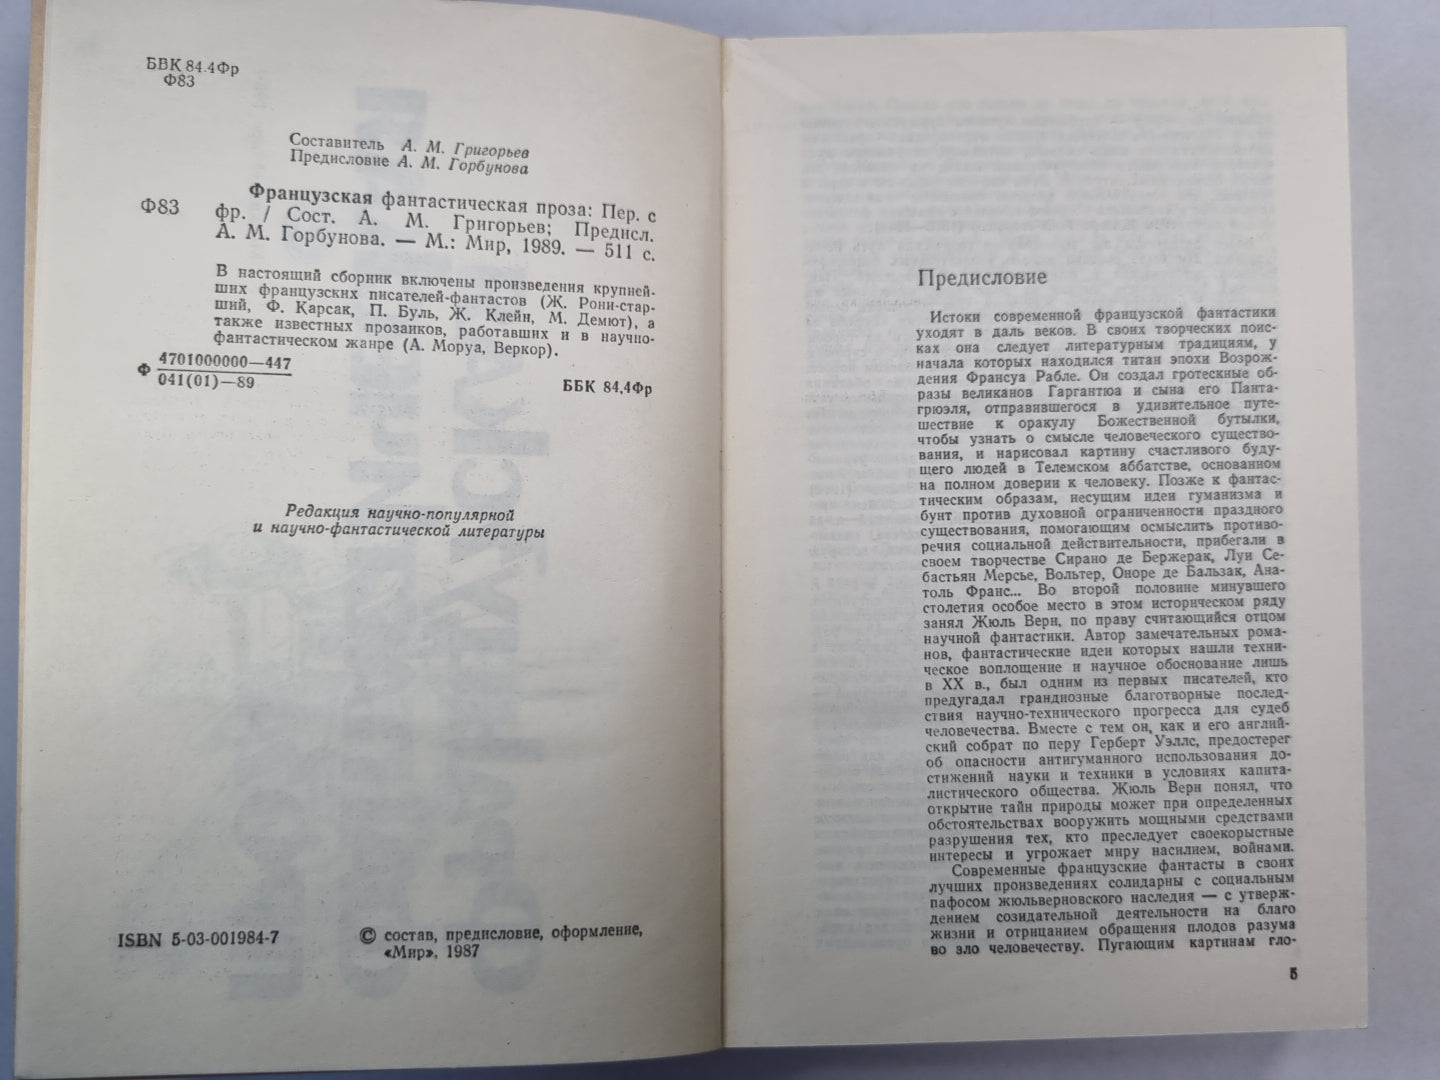 БВК 84.4Фр
Ф83
Составитель А. М. Григорьев
Предисловие А. М. Горбунова
Ф83
Французская фантастическая проза: Пер. с
фр. / Сост. А. М. Григорьев; Предисл.
А. М. Горбунова. — М.: Мир, 1989. — 511 с.
В настоящий сборник включены произведения крупней-
ших французских писателей-фантастов (Ж. Рони-стар-
ший, Ф. Карсак, П. Буль, Ж. Клейн, М. Демют), а
также известных прозаиков, работавших и в научно-
фантастическом жанре (А. Моруа, Веркор).
Ф 4701000000—447
041(01)—89
ББК 84,4Фр
Редакция научно-популярной
и научно-фантастической литературы
ISBN 5-03-001984-7
© состав, предисловие, оформление,
«Мир», 1987
Предисловие
Истоки современной французской фантастики
уходят в даль веков. В своих творческих поис-
ках она следует литературным традициям, у
начала которых находился титан эпохи Возрож-
дения Франсуа Рабле. Он создал гротескные об-
разы великанов Гаргантюа и сына его Панта-
грюэля, отправившегося в удивительное путе-
шествие к оракулу Божественной бутылки,
чтобы узнать о смысле человеческого существо-
вания, и нарисовал картину счастливого буду-
щего людей в Телемском аббатстве, основанном
на полном доверии к человеку. Позже к фантас-
тическим образам, несущим идеи гуманизма и
бунт против духовной ограниченности праздного
существования, помогающим осмыслить противо-
речия социальной действительности, прибегали в
своем творчестве Сирано де Бержерак, Луи Се-
бастьян Мерсье, Вольтер, Оноре де Бальзак, Ана-
толь Франс... Во второй половине минувшего
столетия особое место в этом историческом ряду
занял Жюль Верн, по праву считающийся отцом
научной фантастики. Автор замечательных рома-
нов, фантастические идеи которых нашли техни-
ческое воплощение и научное обоснование лишь
в XX в., был одним из первых писателей, кто
предугадал грандиозные благотворные послед-
ствия научно-технического прогресса для судеб
человечества. Вместе с тем он, как и его англий-
ский собрат по перу Герберт Уэллс, предостерег
об опасности антигуманного использования до-
стижений науки и техники в условиях капита-
листического общества. Жюль Верн понял, что
открытие тайн природы может при определенных
обстоятельствах вооружить мощными средствами
разрушения тех, кто преследует своекорыстные
интересы и угрожает миру насилием, войнами.
Современные французские фантасты в своих
лучших произведениях солидарны с социальным
пафосом жюльверновского наследия — с утверж-
дением созидательной деятельности на благо
жизни и отрицанием обращения плодов разума
во зло человечеству. Пугающим картинам гло-
5